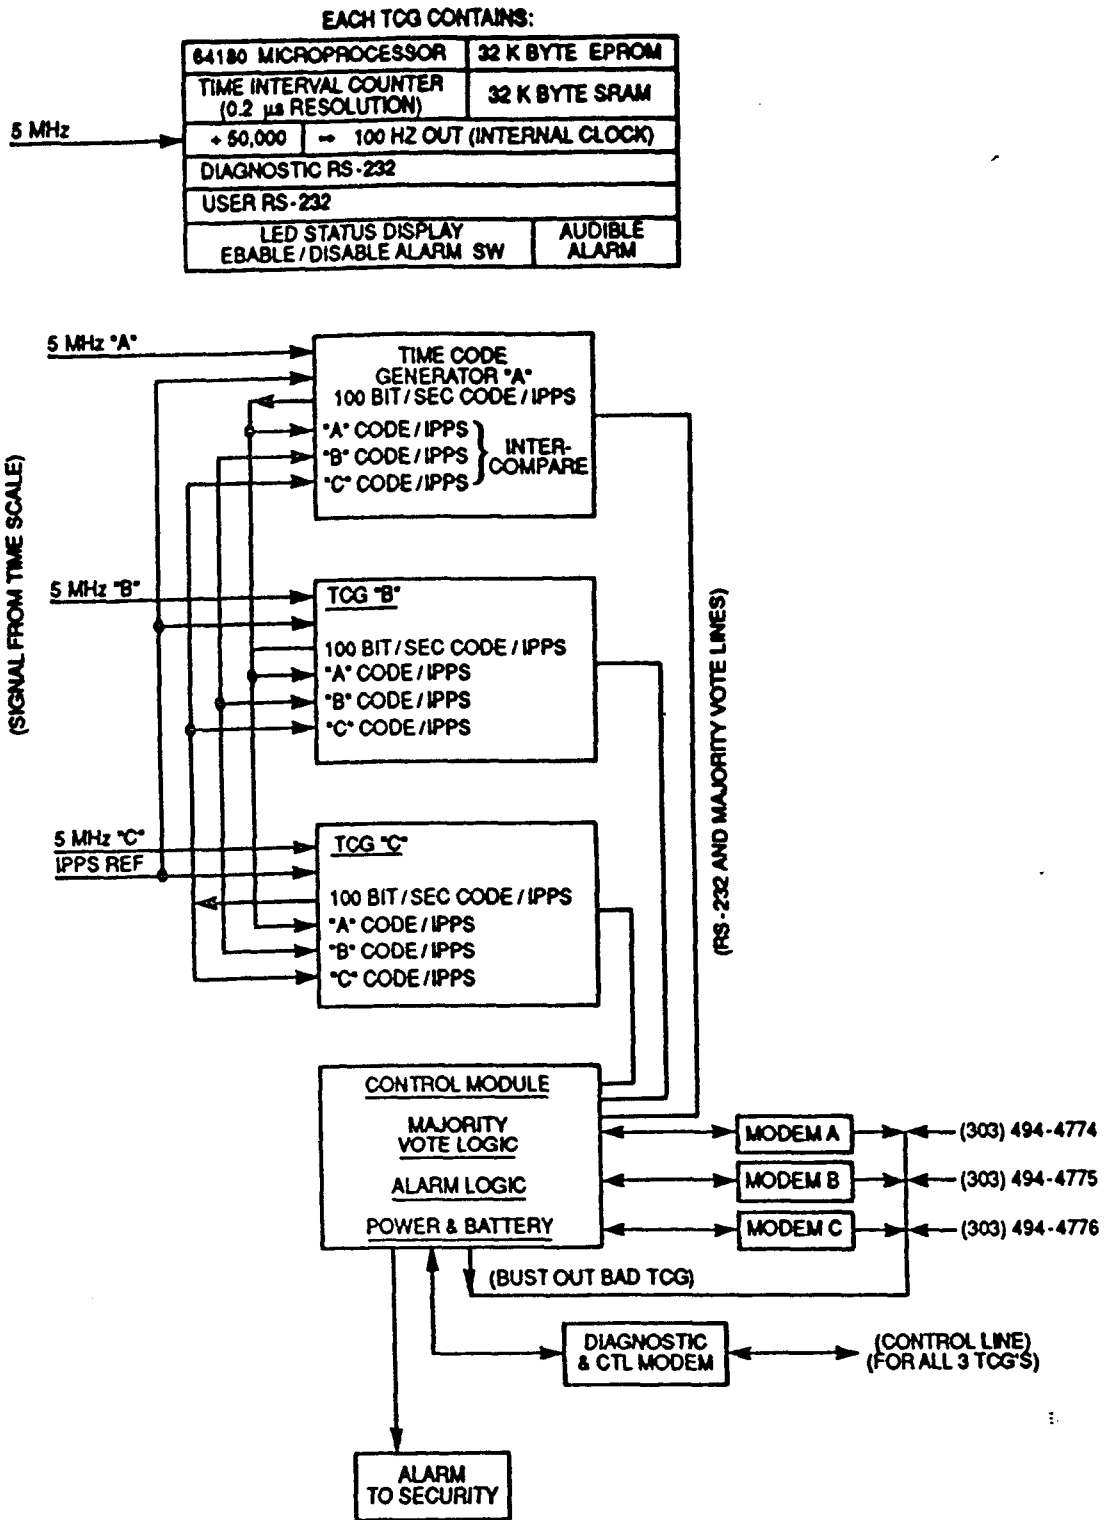 EACH TCG CONTAINS:
64180 MICROPROCESSOR
32 K BYTE EPROM
TIME INTERVAL COUNTER
(0.2 µs RESOLUTION)
32 K BYTE SRAM
5 MHz
÷ 50,000
⇒ 100 HZ OUT (INTERNAL CLOCK)
DIAGNOSTIC RS-232
USER RS-232
LED STATUS DISPLAY
EBABLE / DISABLE ALARM SW
AUDIBLE
ALARM
(SIGNAL FROM TIME SCALE)
5 MHz "A"
TIME CODE
GENERATOR "A"
100 BIT / SEC CODE / IPPS
"A" CODE / IPPS
"B" CODE / IPPS
"C" CODE / IPPS
INTER-
COMPARE
5 MHz "B"
TCG "B"
100 BIT / SEC CODE / IPPS
"A" CODE / IPPS
"B" CODE / IPPS
"C" CODE / IPPS
5 MHz "C"
IPPS REF
TCG "C"
100 BIT / SEC CODE / IPPS
"A" CODE / IPPS
"B" CODE / IPPS
"C" CODE / IPPS
(RS-232 AND MAJORITY VOTE LINES)
CONTROL MODULE
MAJORITY
VOTE LOGIC
ALARM LOGIC
POWER & BATTERY
MODEM A
(303) 494-4774
MODEM B
(303) 494-4775
MODEM C
(303) 494-4776
(BUST OUT BAD TCG)
DIAGNOSTIC
& CTL MODEM
(CONTROL LINE)
(FOR ALL 3 TCG'S)
ALARM
TO SECURITY